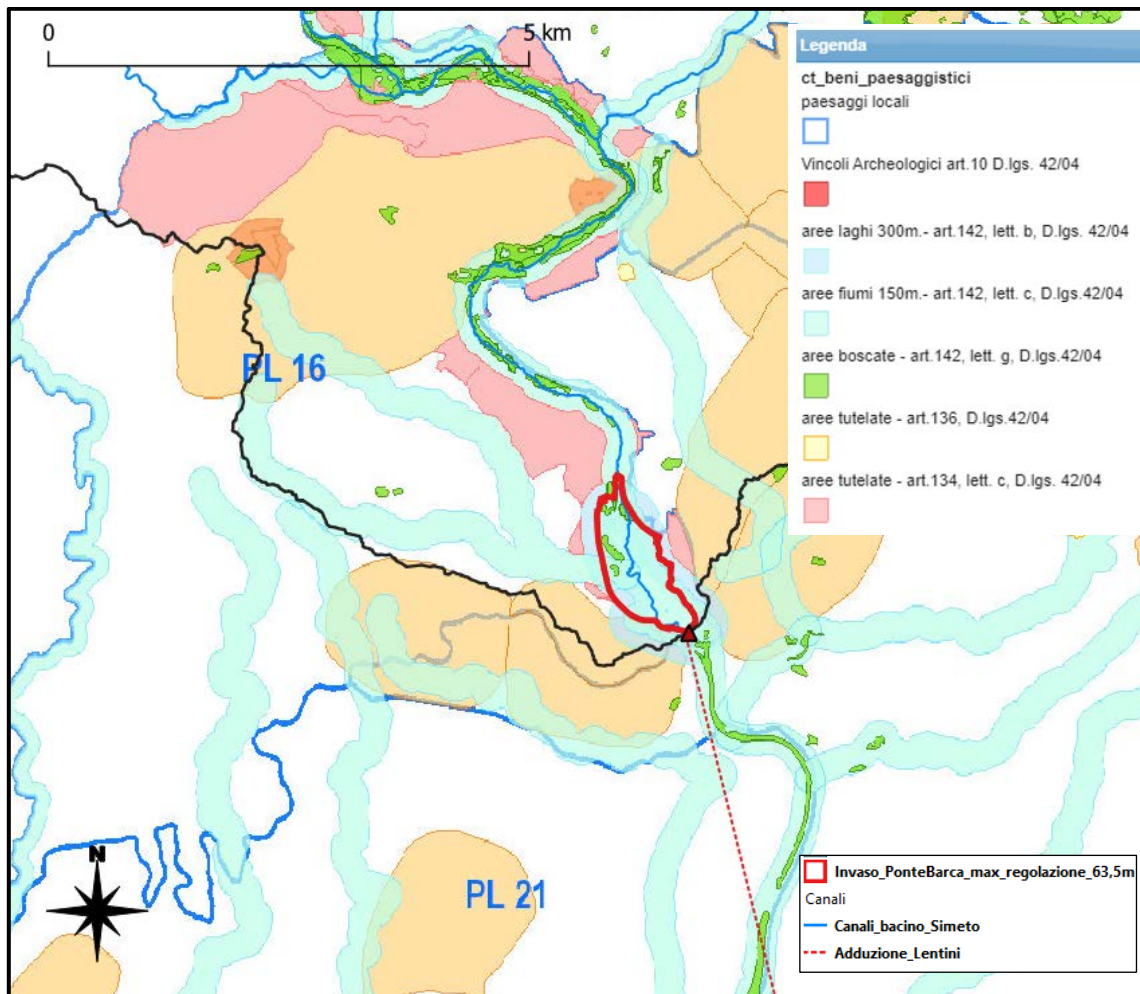 0
5 km
PL 16
PL 21
N
Legenda
ct_beni_paesaggistici
paesaggi locali
Vincoli Archeologici art.10 D.lgs. 42/04
aree laghi 300m.- art.142, lett. b, D.lgs. 42/04
aree fiumi 150m.- art.142, lett. c, D.lgs.42/04
aree boscate - art.142, lett. g, D.lgs.42/04
aree tutelate - art.136, D.lgs.42/04
aree tutelate - art.134, lett. c, D.lgs. 42/04
Invaso_PonteBarca_max_regolazione_63,5m
Canali
Canali_bacino_Simeto
Adduzione_Lentini